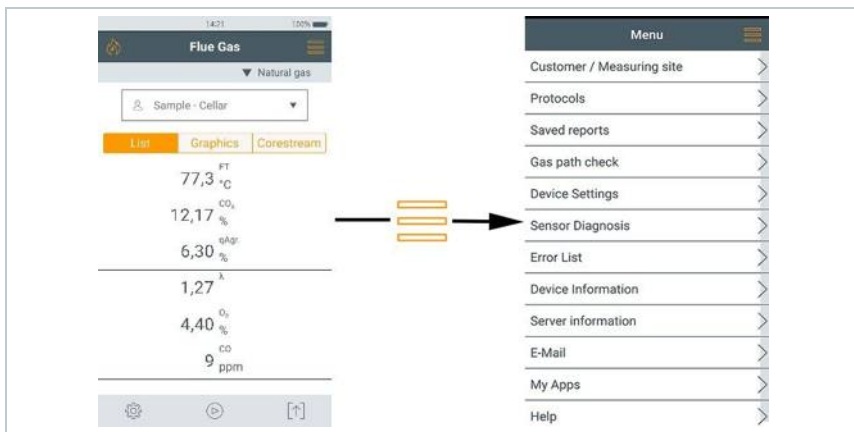 14:21 100%
Flue Gas
▼ Natural gas
Sample - Cellar ▼
List Graphics Corestream
77,3 FT °C
12,17 CO₂ %
6,30 qAgr. %
1,27 λ
4,40 O₂ %
9 CO ppm
Menu
Customer / Measuring site
Protocols
Saved reports
Gas path check
Device Settings
Sensor Diagnosis
Error List
Device Information
Server information
E-Mail
My Apps
Help